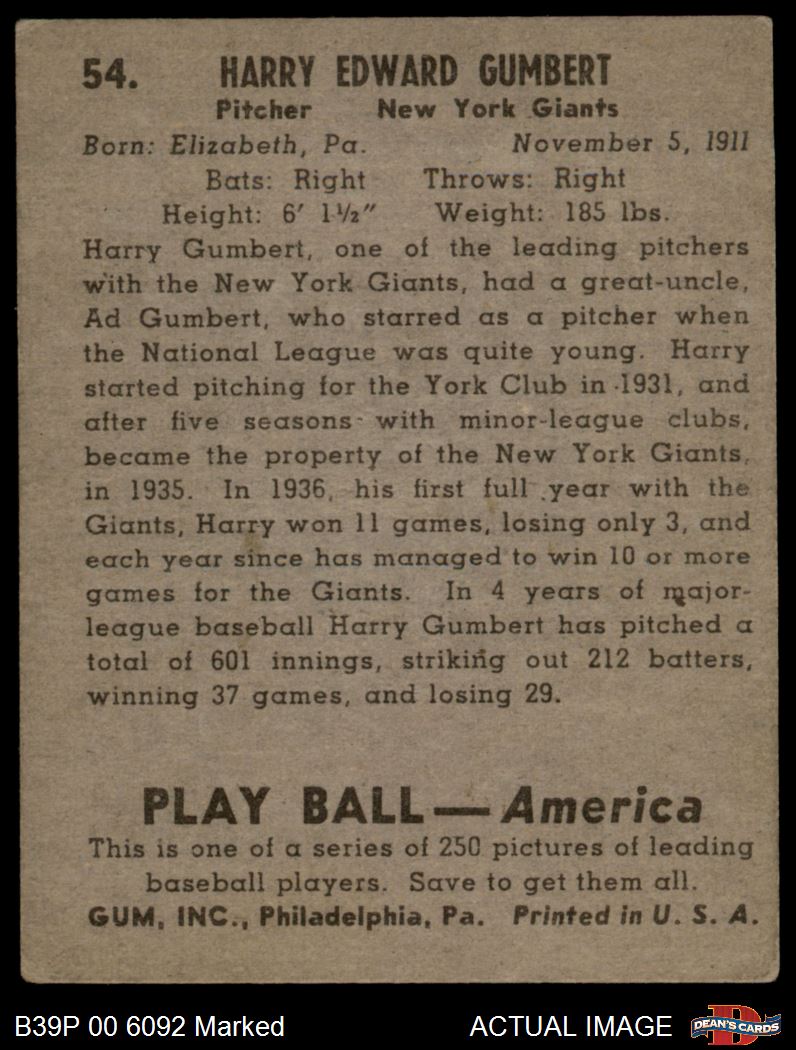 54. HARRY EDWARD GUMBERT
Pitcher New York Giants
Born: Elizabeth, Pa. November 5, 1911
Bats: Right Throws: Right
Height: 6' 1½" Weight: 185 lbs.
Harry Gumbert, one of the leading pitchers
with the New York Giants, had a great-uncle,
Ad Gumbert, who starred as a pitcher when
the National League was quite young. Harry
started pitching for the York Club in 1931, and
after five seasons with minor-league clubs,
became the property of the New York Giants,
in 1935. In 1936, his first full year with the
Giants, Harry won 11 games, losing only 3, and
each year since has managed to win 10 or more
games for the Giants. In 4 years of major-
league baseball Harry Gumbert has pitched a
total of 601 innings, striking out 212 batters,
winning 37 games, and losing 29.
PLAY BALL—America
This is one of a series of 250 pictures of leading
baseball players. Save to get them all.
GUM, INC., Philadelphia, Pa. Printed in U. S. A.
B39P 00 6092 Marked ACTUAL IMAGE D DEAN'S CARDS